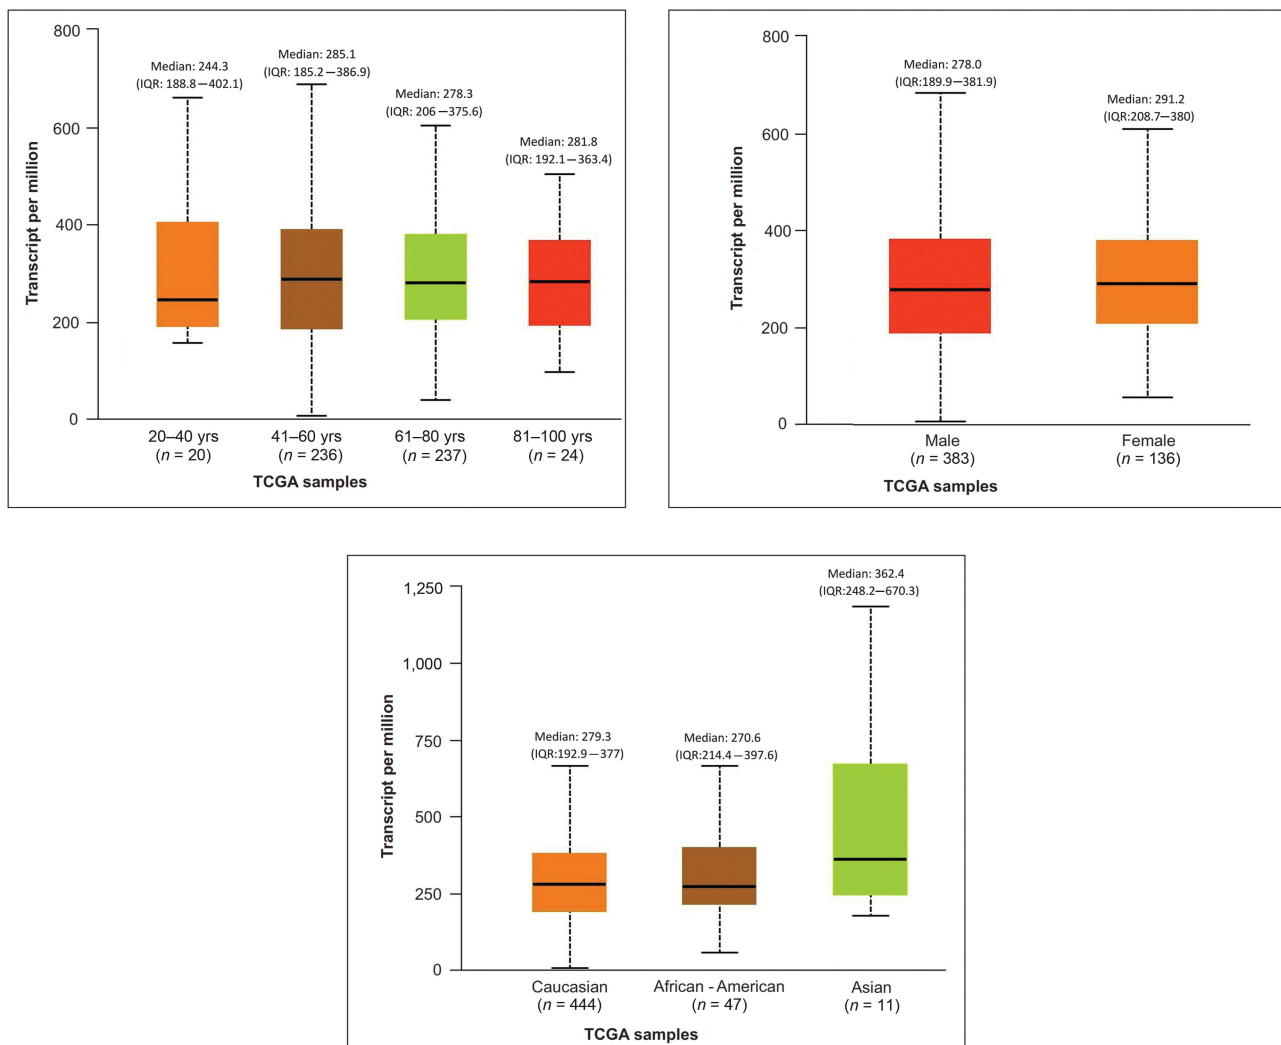 800
600
400
200
0
Transcript per million
Median: 244.3
(IQR: 188.8–402.1)
Median: 285.1
(IQR: 185.2–386.9)
Median: 278.3
(IQR: 206–375.6)
Median: 281.8
(IQR: 192.1–363.4)
20–40 yrs
(n = 20)
41–60 yrs
(n = 236)
61–80 yrs
(n = 237)
81–100 yrs
(n = 24)
TCGA samples
800
600
400
200
0
Transcript per million
Median: 278.0
(IQR:189.9–381.9)
Median: 291.2
(IQR:208.7–380)
Male
(n = 383)
Female
(n = 136)
TCGA samples
1,250
1,000
750
500
250
0
Transcript per million
Median: 279.3
(IQR:192.9–377)
Median: 270.6
(IQR:214.4–397.6)
Median: 362.4
(IQR:248.2–670.3)
Caucasian
(n = 444)
African - American
(n = 47)
Asian
(n = 11)
TCGA samples